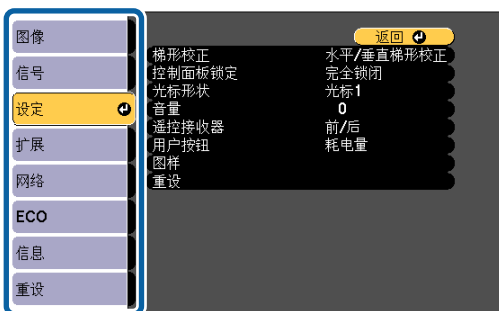 图像
信号
设定
扩展
网络
ECO
信息
重设
返回
梯形校正 水平/垂直梯形校正
控制面板锁定 完全锁闭
光标形状 光标1
音量 0
遥控接收器 前/后
用户按钮 耗电量
图样
重设